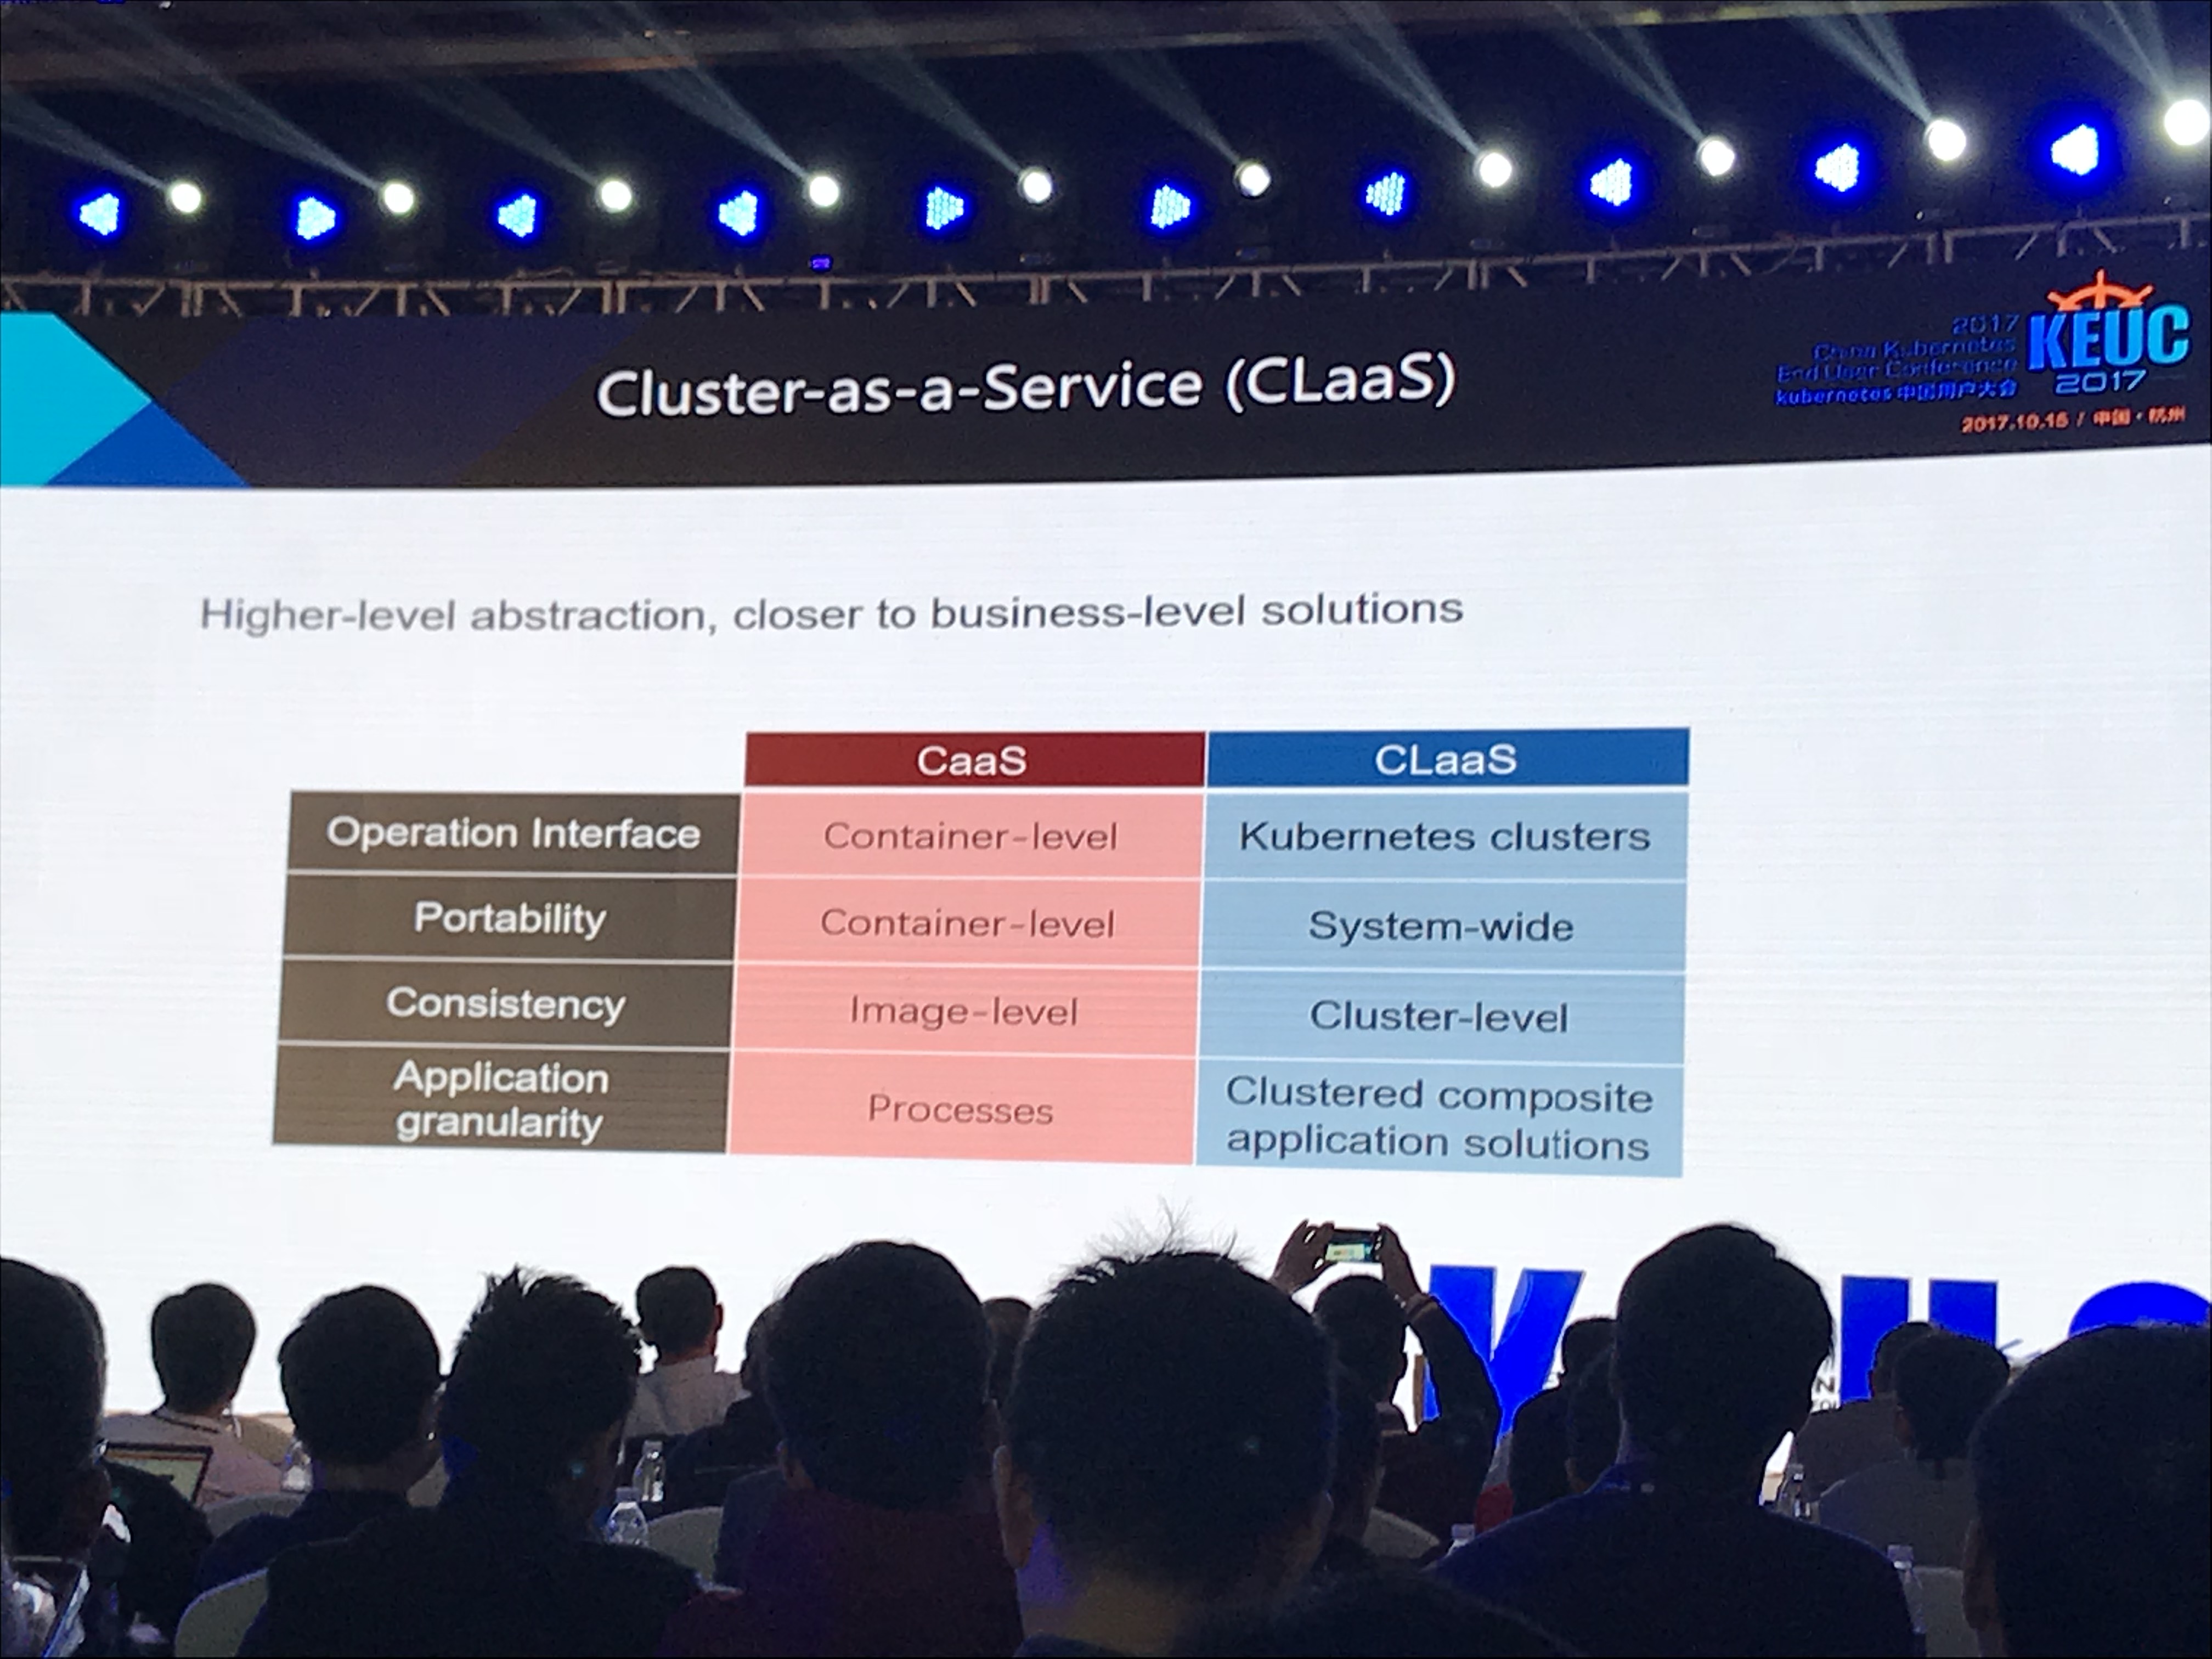 Cluster-as-a-Service (CLaaS)
2017
China Kubernetes
End User Conference
kubernetes 中国用户大会
KEUC
2017
2017.10.15 / 中国·杭州
Higher-level abstraction, closer to business-level solutions
CaaS
CLaaS
Operation Interface
Container-level
Kubernetes clusters
Portability
Container-level
System-wide
Consistency
Image-level
Cluster-level
Application
granularity
Processes
Clustered composite
application solutions